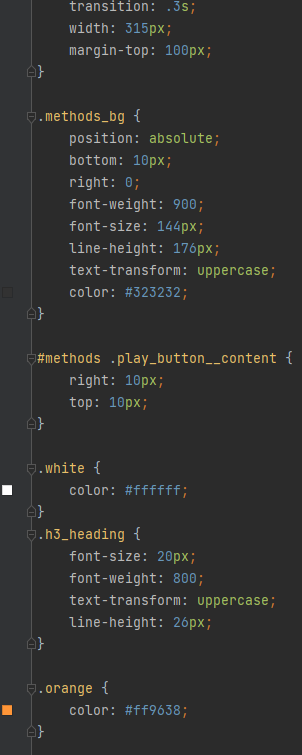 transition: .3s;
width: 315px;
margin-top: 100px;
}
.methods_bg {
position: absolute;
bottom: 10px;
right: 0;
font-weight: 900;
font-size: 144px;
line-height: 176px;
text-transform: uppercase;
color: #323232;
}
#methods .play_button__content {
right: 10px;
top: 10px;
}
.white {
color: #ffffff;
}
.h3_heading {
font-size: 20px;
font-weight: 800;
text-transform: uppercase;
line-height: 26px;
}
.orange {
color: #ff9638;
}